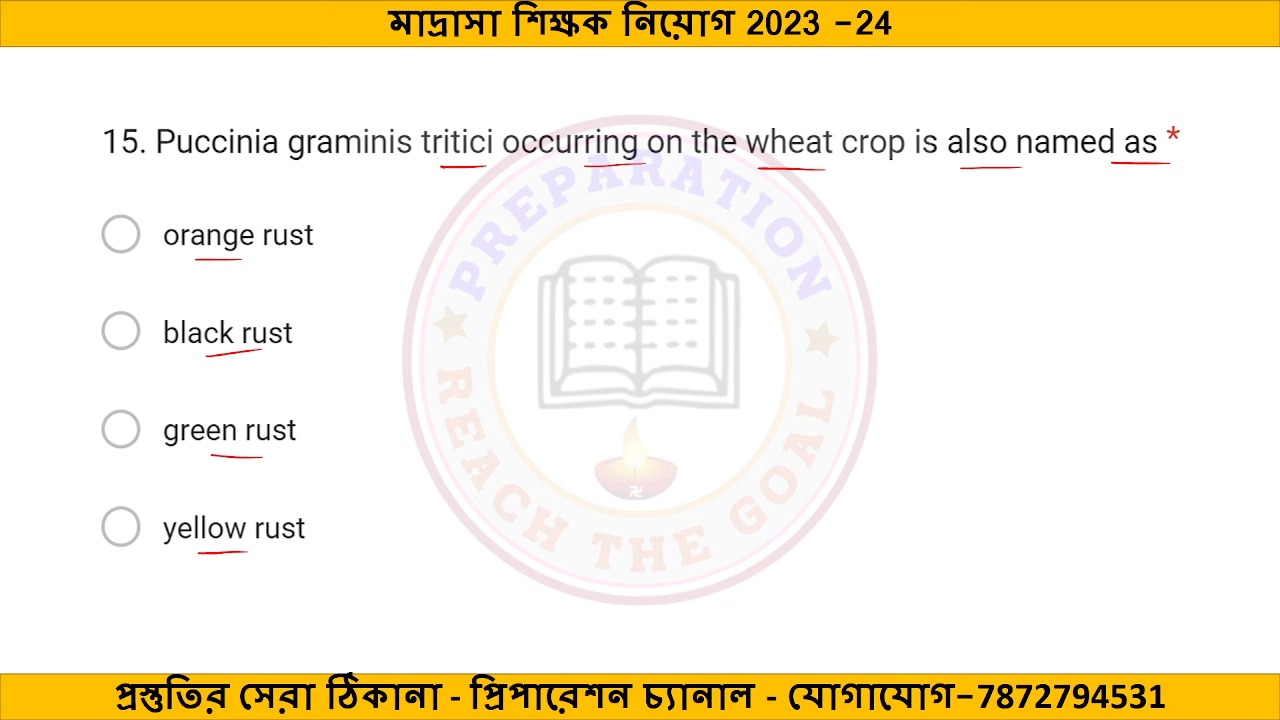 মাদ্রাসা শিক্ষক নিয়োগ 2023 -24
15. Puccinia graminis tritici occurring on the wheat crop is also named as *
orange rust
black rust
green rust
yellow rust
PREPARATION
REACH THE GOAL
প্রস্তুতির সেরা ঠিকানা - প্রিপারেশন চ্যানাল - যোগাযোগ-7872794531